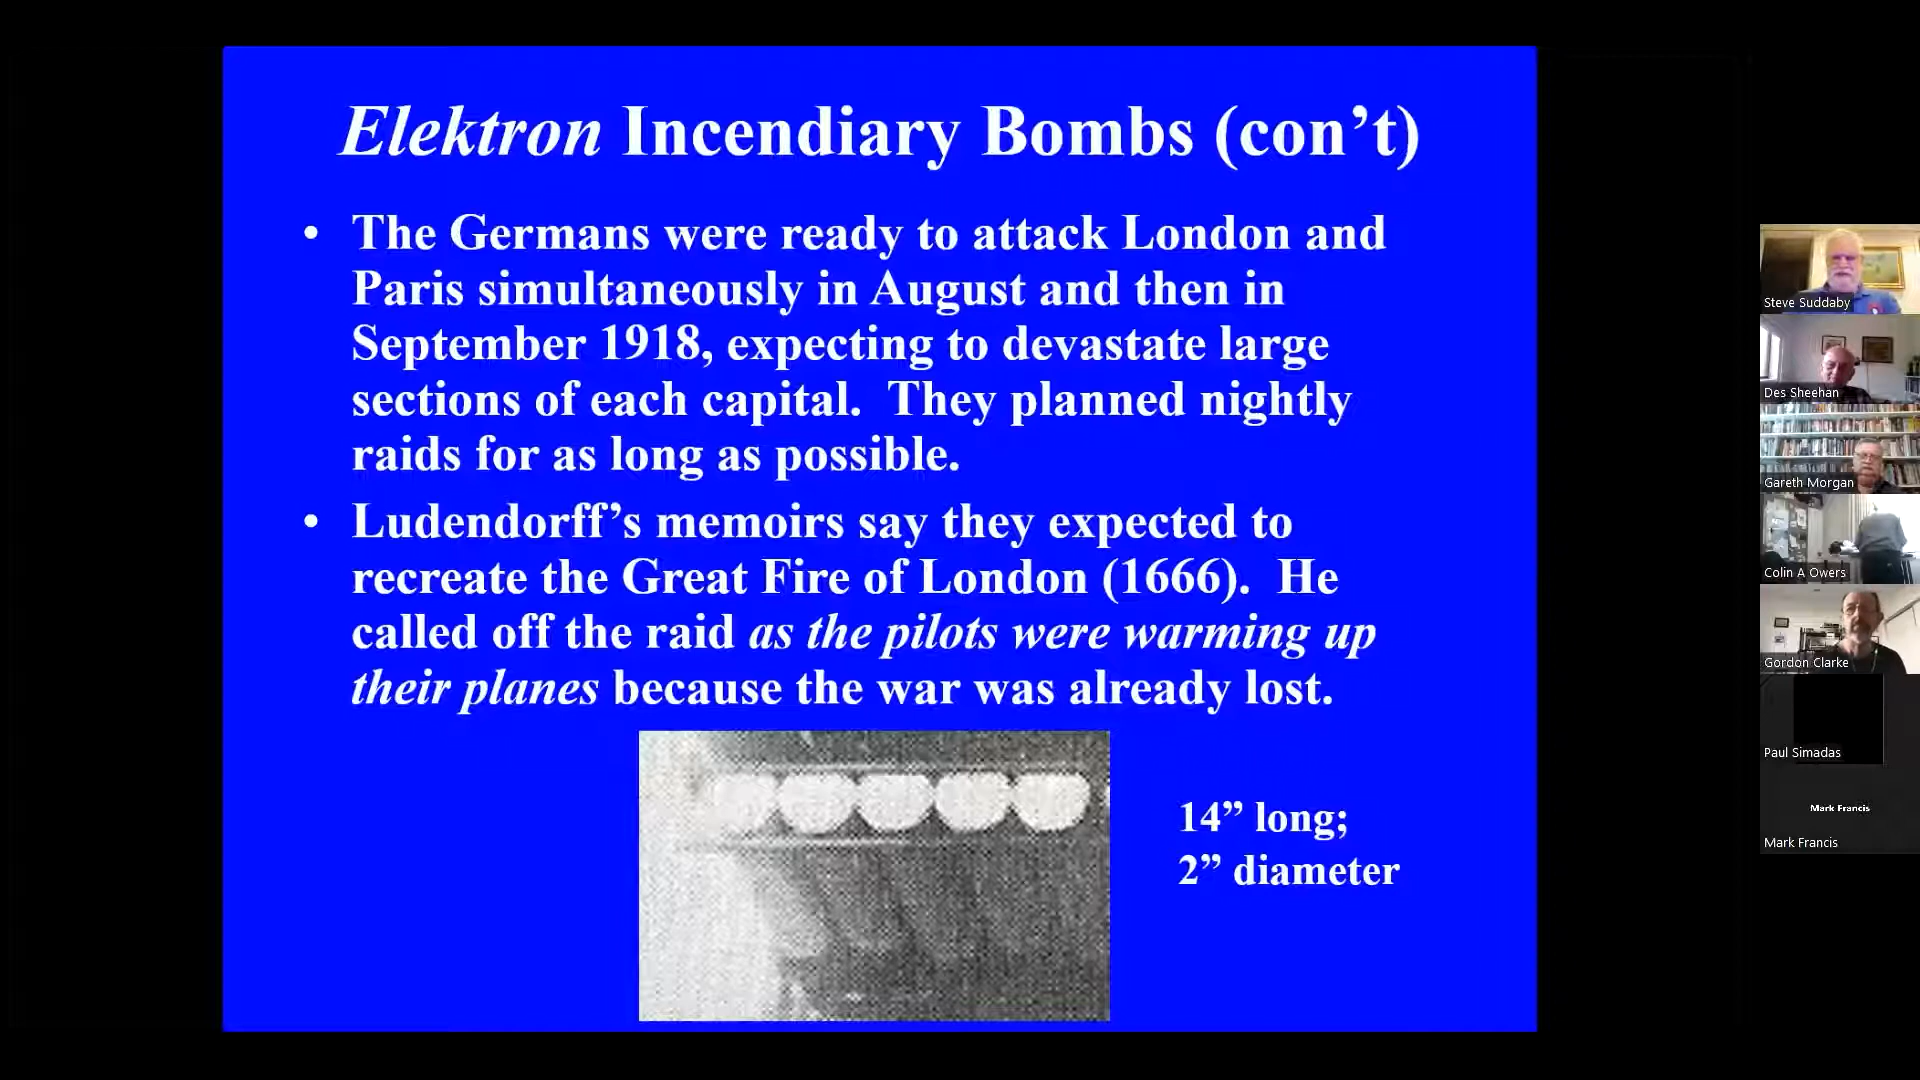 Elektron Incendiary Bombs (con’t)
• The Germans were ready to attack London and
Paris simultaneously in August and then in
September 1918, expecting to devastate large
sections of each capital.  They planned nightly
raids for as long as possible.
• Ludendorff’s memoirs say they expected to
recreate the Great Fire of London (1666).  He
called off the raid as the pilots were warming up
their planes because the war was already lost.
14” long;
2” diameter
Steve Suddaby
Des Sheehan
Gareth Morgan
Colin A Owers
Gordon Clarke
Paul Simadas
Mark Francis
Mark Francis